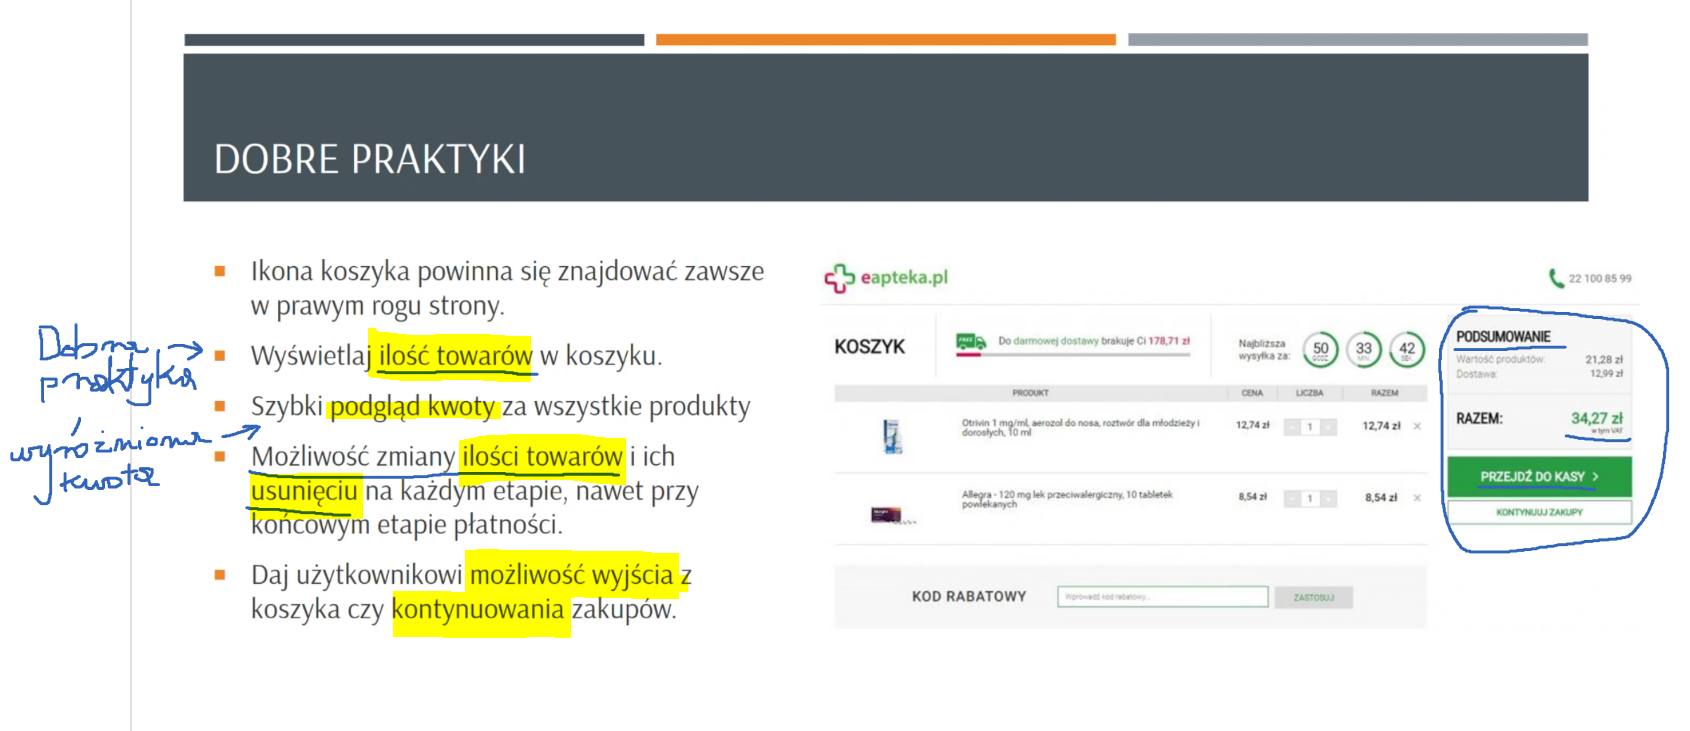 DOBRE PRAKTYKI
Ikona koszyka powinna się znajdować zawsze
w prawym rogu strony.
Wyświetlaj ilość towarów w koszyku.
Szybki podgląd kwoty za wszystkie produkty
Możliwość zmiany ilości towarów i ich
usunięciu na każdym etapie, nawet przy
końcowym etapie płatności.
Daj użytkownikowi możliwość wyjścia z
koszyka czy kontynuowania zakupów.
Dobra
praktyka
wyróżniona
kwota
eapteka.pl
22 100 85 99
KOSZYK
FREE
Do darmowej dostawy brakuje Ci 178,71 zł
Najbliższa
wysyłka za:
50
GODZ
33
MIN
42
SEK
PRODUKT CENA LICZBA RAZEM
Otrivin 1 mg/ml, aerozol do nosa, roztwór dla młodzieży i
dorosłych, 10 ml
12,74 zł - 1 + 12,74 zł ×
Allegra - 120 mg lek przeciwalergiczny, 10 tabletek
powlekanych
8,54 zł - 1 + 8,54 zł ×
KOD RABATOWY Wprowadź kod rabatowy... ZASTOSUJ
PODSUMOWANIE
Wartość produktów: 21,28 zł
Dostawa: 12,99 zł
RAZEM: 34,27 zł
w tym VAT
PRZEJDŹ DO KASY >
KONTYNUUJ ZAKUPY